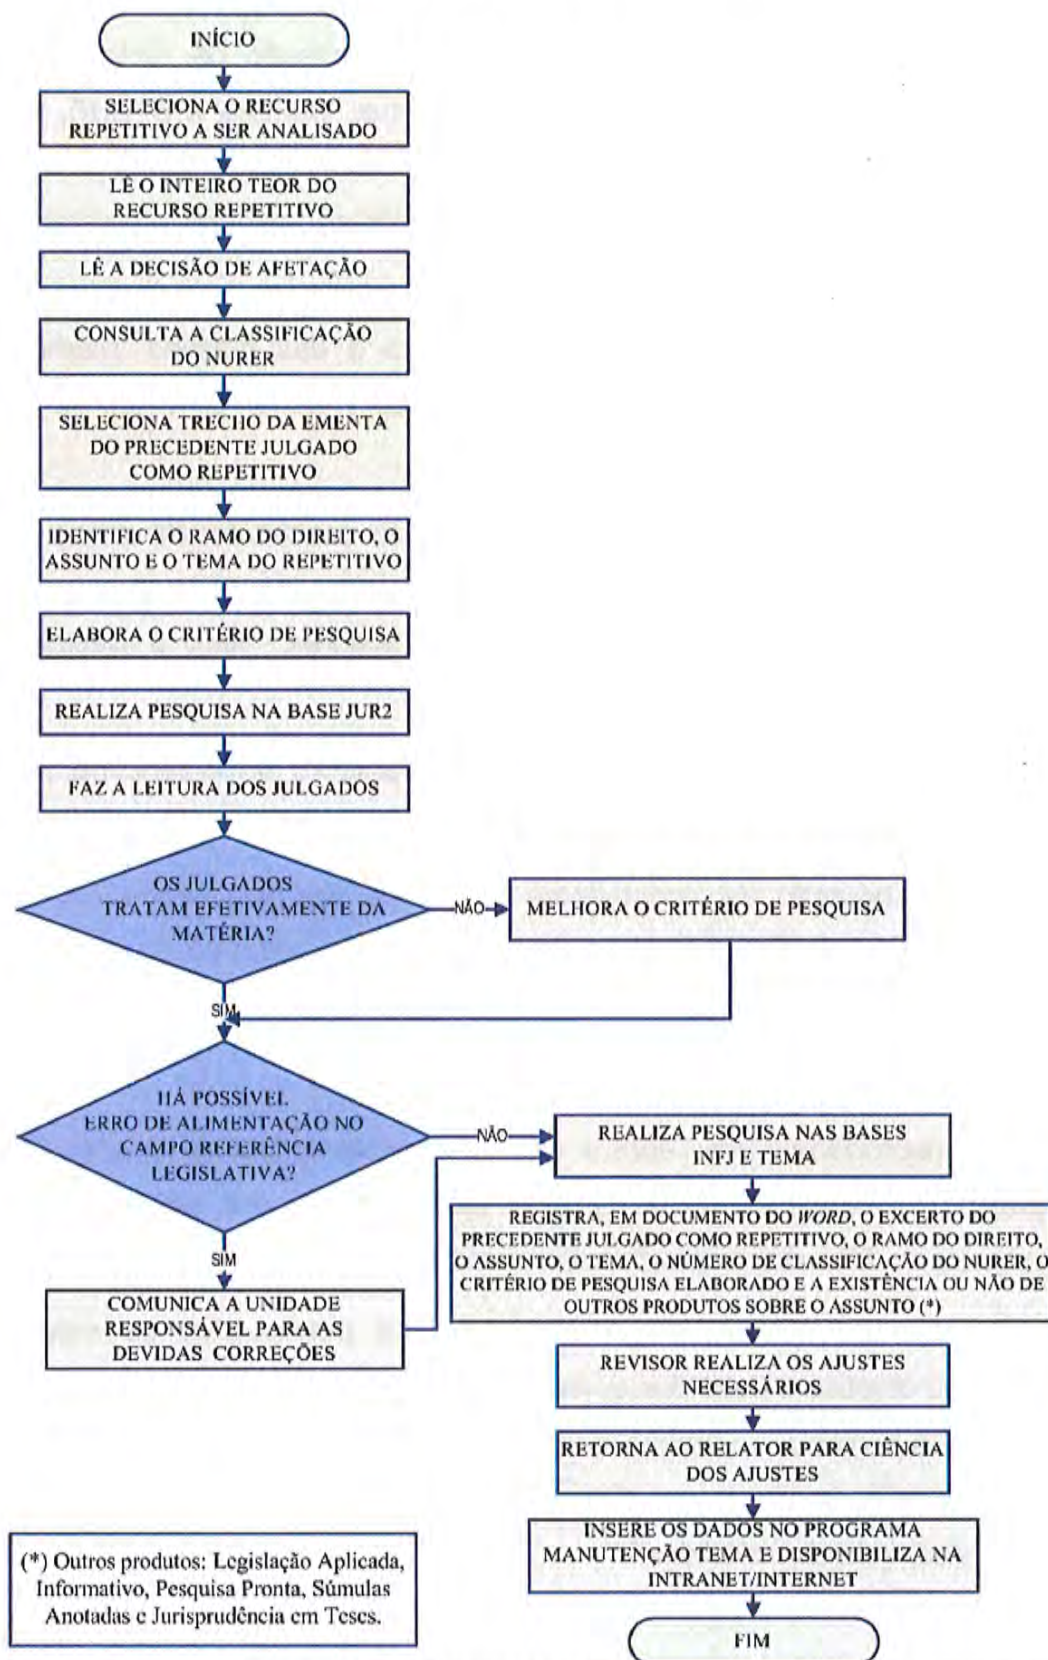 INÍCIO
SELECIONA O RECURSO
REPETITIVO A SER ANALISADO
LÊ O INTEIRO TEOR DO
RECURSO REPETITIVO
LÊ A DECISÃO DE AFETAÇÃO
CONSULTA A CLASSIFICAÇÃO
DO NURER
SELECIONA TRECHO DA EMENTA
DO PRECEDENTE JULGADO
COMO REPETITIVO
IDENTIFICA O RAMO DO DIREITO, O
ASSUNTO E O TEMA DO REPETITIVO
ELABORA O CRITÉRIO DE PESQUISA
REALIZA PESQUISA NA BASE JUR2
FAZ A LEITURA DOS JULGADOS
OS JULGADOS
TRATAM EFETIVAMENTE DA
MATÉRIA?
NÃO
MELHORA O CRITÉRIO DE PESQUISA
SIM
HÁ POSSÍVEL
ERRO DE ALIMENTAÇÃO NO
CAMPO REFERÊNCIA
LEGISLATIVA?
NÃO
REALIZA PESQUISA NAS BASES
INFJ E TEMA
SIM
COMUNICA A UNIDADE
RESPONSÁVEL PARA AS
DEVIDAS CORREÇÕES
REGISTRA, EM DOCUMENTO DO WORD, O EXCERTO DO
PRECEDENTE JULGADO COMO REPETITIVO, O RAMO DO DIREITO,
O ASSUNTO, O TEMA, O NÚMERO DE CLASSIFICAÇÃO DO NURER, O
CRITÉRIO DE PESQUISA ELABORADO E A EXISTÊNCIA OU NÃO DE
OUTROS PRODUTOS SOBRE O ASSUNTO (*)
REVISOR REALIZA OS AJUSTES
NECESSÁRIOS
RETORNA AO RELATOR PARA CIÊNCIA
DOS AJUSTES
INSERE OS DADOS NO PROGRAMA
MANUTENÇÃO TEMA E DISPONIBILIZA NA
INTRANET/INTERNET
FIM
(*) Outros produtos: Legislação Aplicada,
Informativo, Pesquisa Pronta, Súmulas
Anotadas e Jurisprudência em Teses.